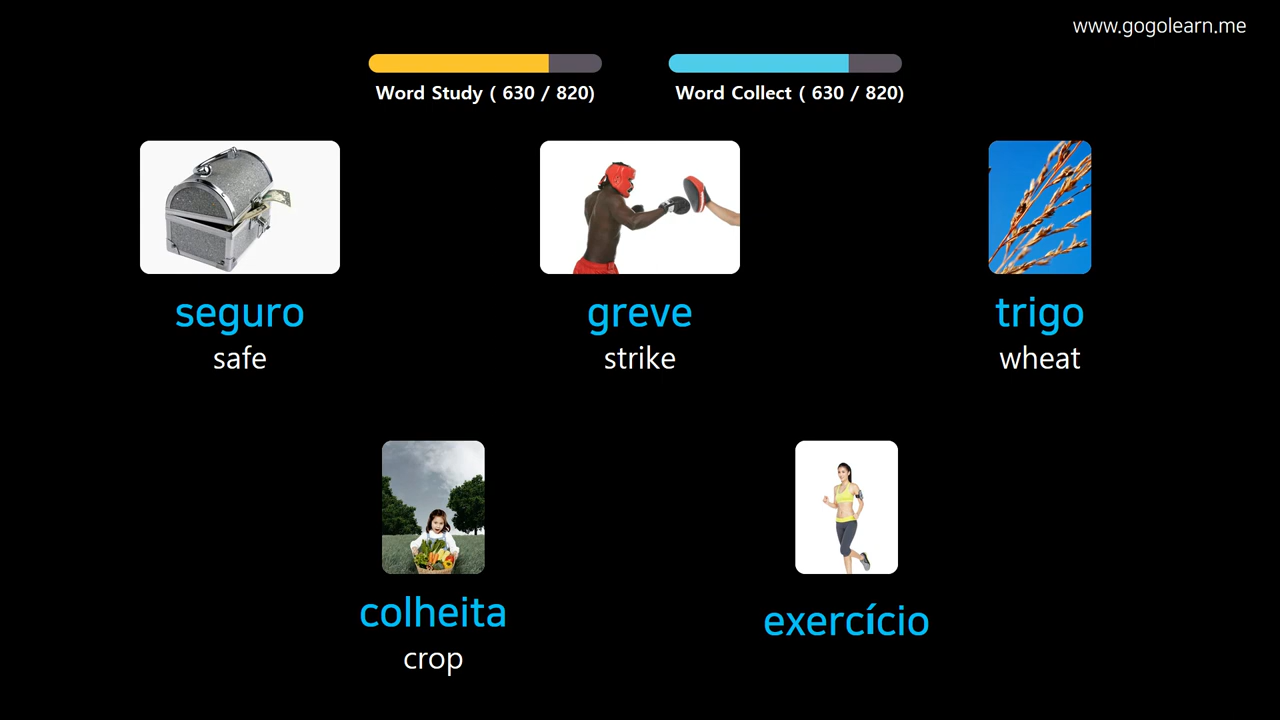 www.gogolearn.me
Word Study ( 630 / 820)
Word Collect ( 630 / 820)
seguro
safe
greve
strike
trigo
wheat
colheita
crop
exercício